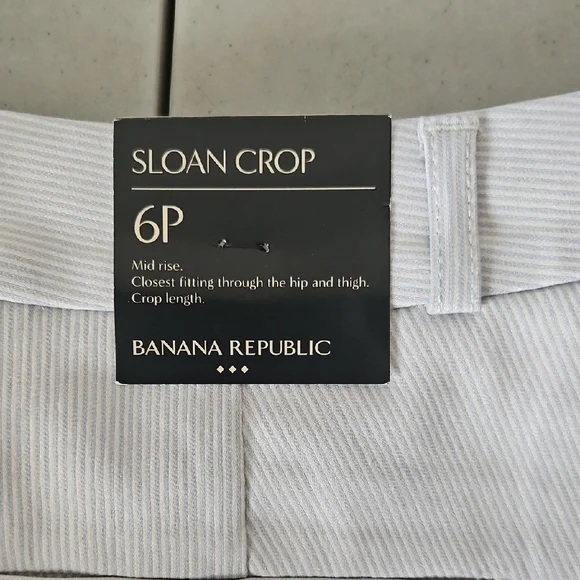 SLOAN CROP
6P
Mid rise.
Closest fitting through the hip and thigh.
Crop length.
BANANA REPUBLIC